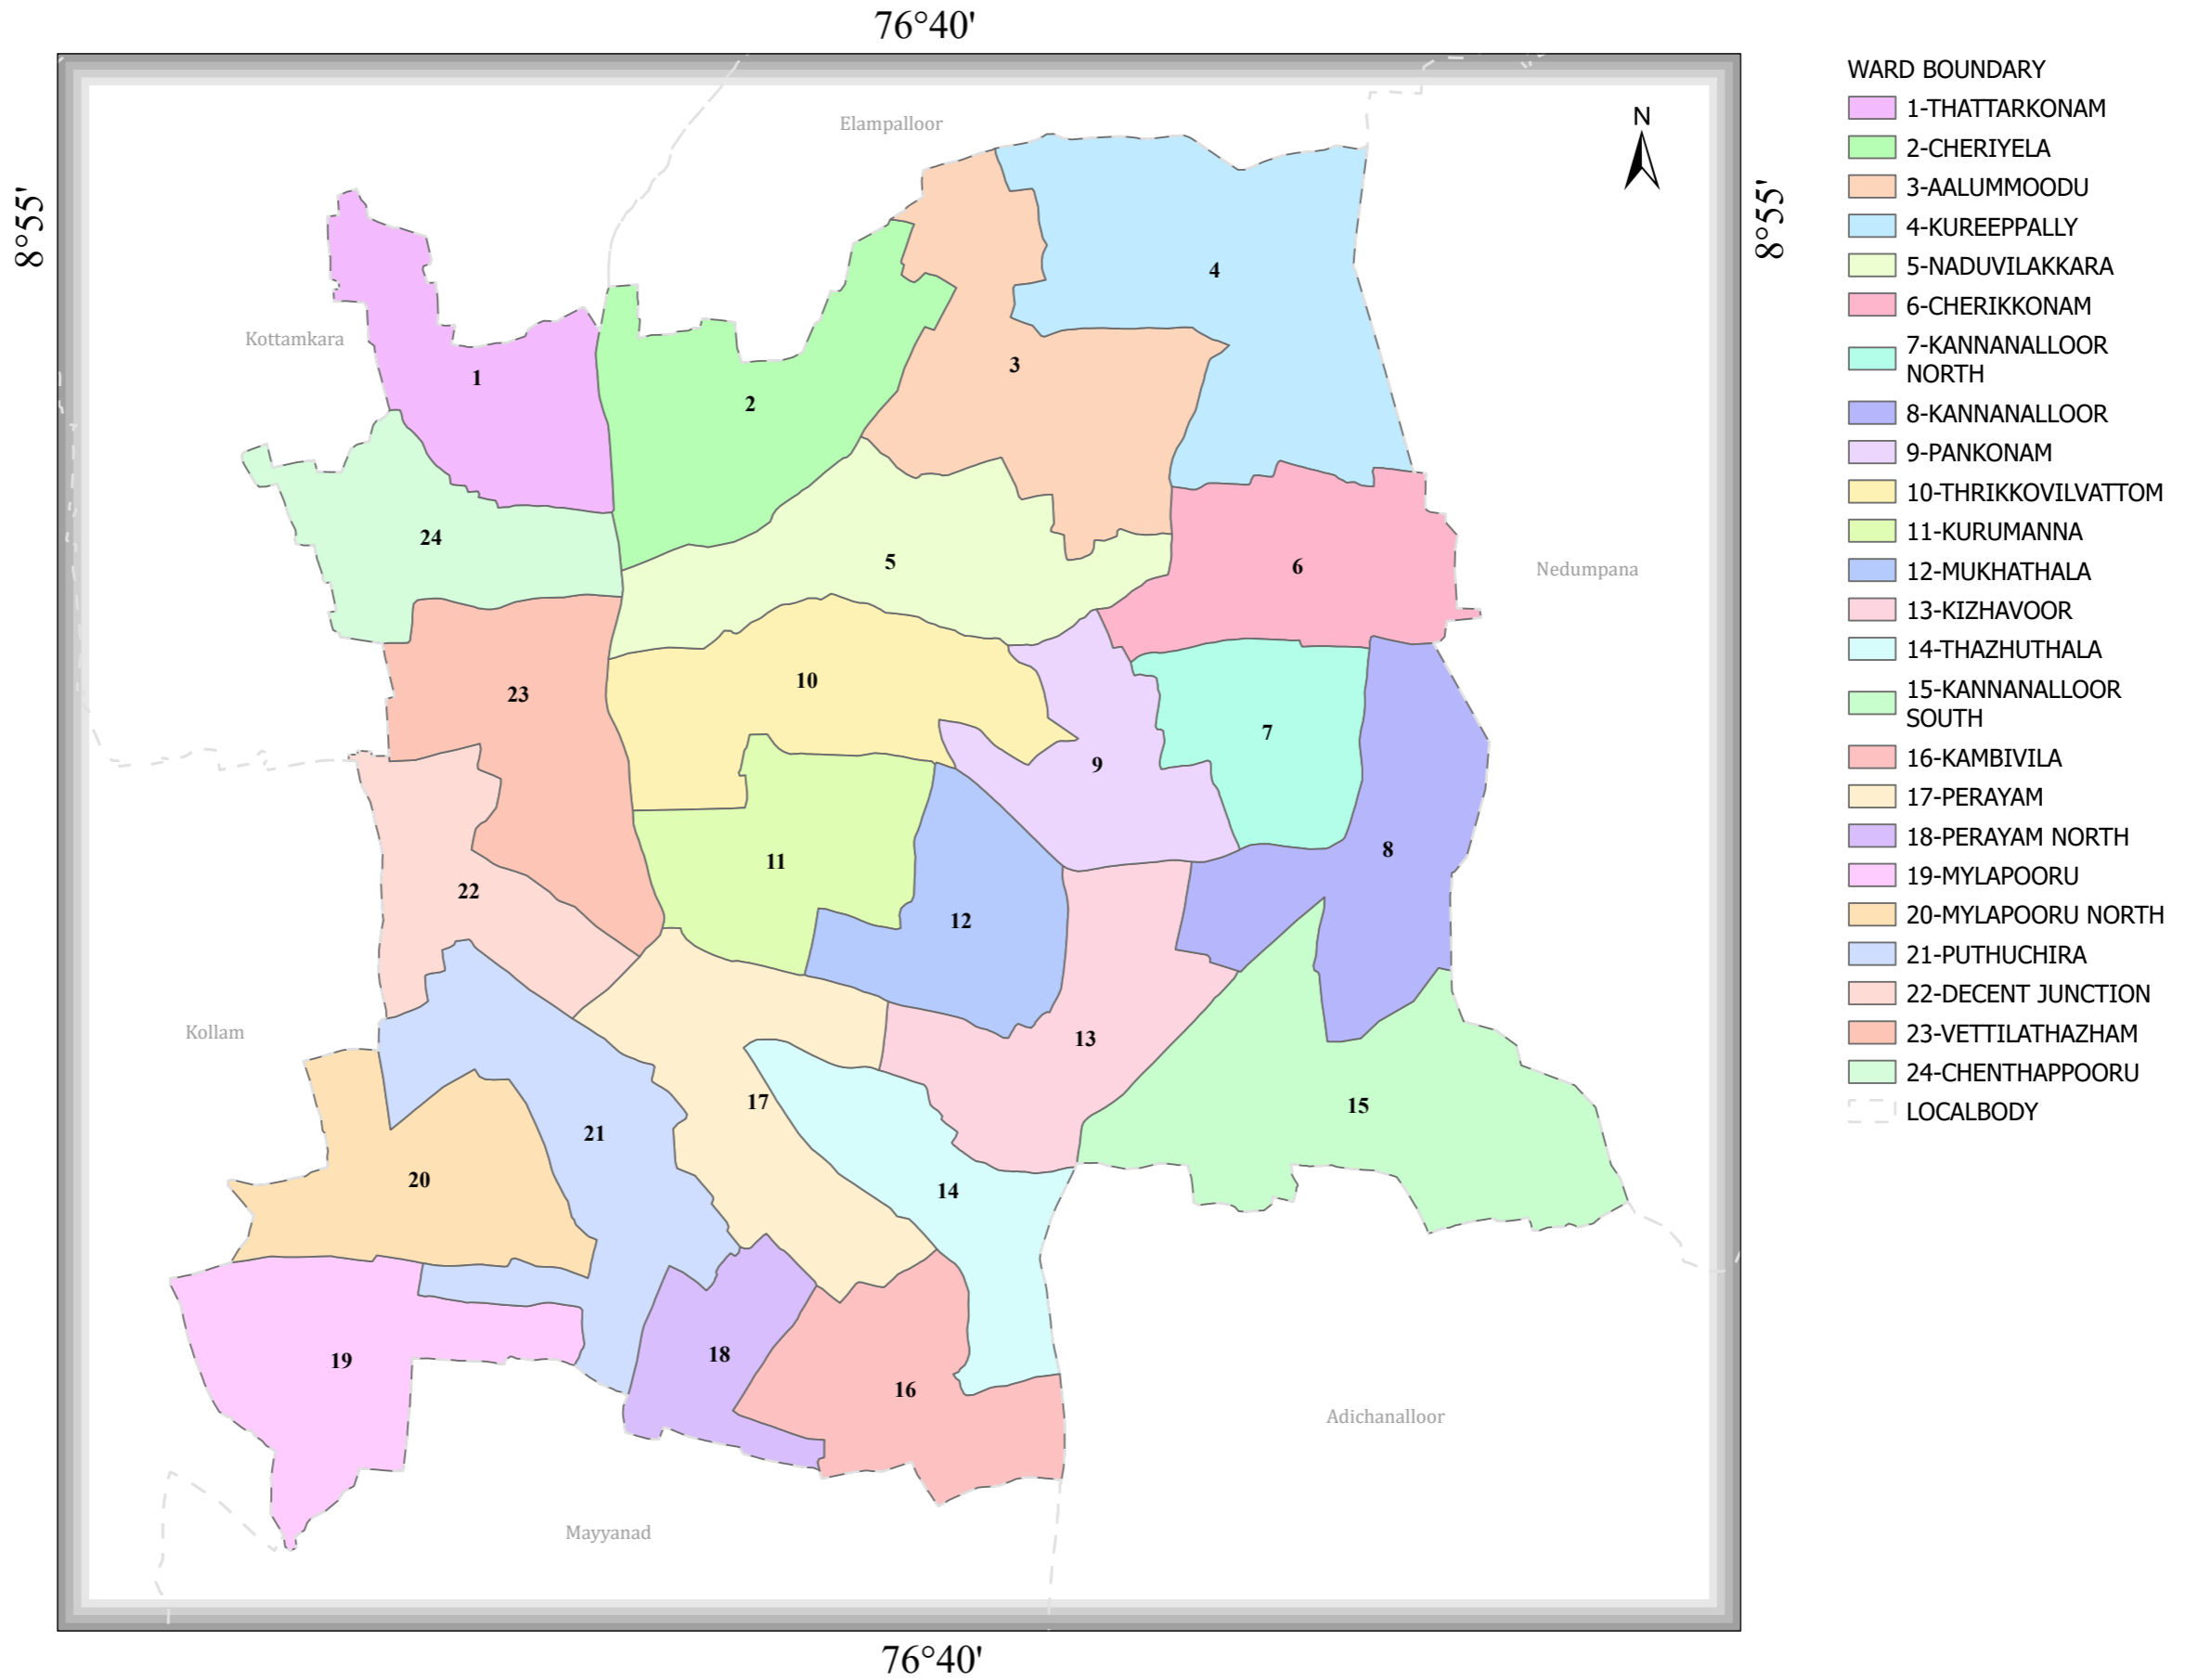 76°40'
8°55'
8°55'
N
Elampalloor
Kottamkara
Nedumpana
Kollam
Adichanalloor
Mayyanad
1
2
3
4
5
6
7
8
9
10
11
12
13
14
15
16
17
18
19
20
21
22
23
24
76°40'
WARD BOUNDARY
1-THATTARKONAM
2-CHERIYELA
3-AALUMMOODU
4-KUREEPPALLY
5-NADUVILAKKARA
6-CHERIKKONAM
7-KANNANALLOOR
NORTH
8-KANNANALLOOR
9-PANKONAM
10-THRIKKOVILVATTOM
11-KURUMANNA
12-MUKHATHALA
13-KIZHAVOOR
14-THAZHUTHALA
15-KANNANALLOOR
SOUTH
16-KAMBIVILA
17-PERAYAM
18-PERAYAM NORTH
19-MYLAPOORU
20-MYLAPOORU NORTH
21-PUTHUCHIRA
22-DECENT JUNCTION
23-VETTILATHAZHAM
24-CHENTHAPPOORU
LOCALBODY